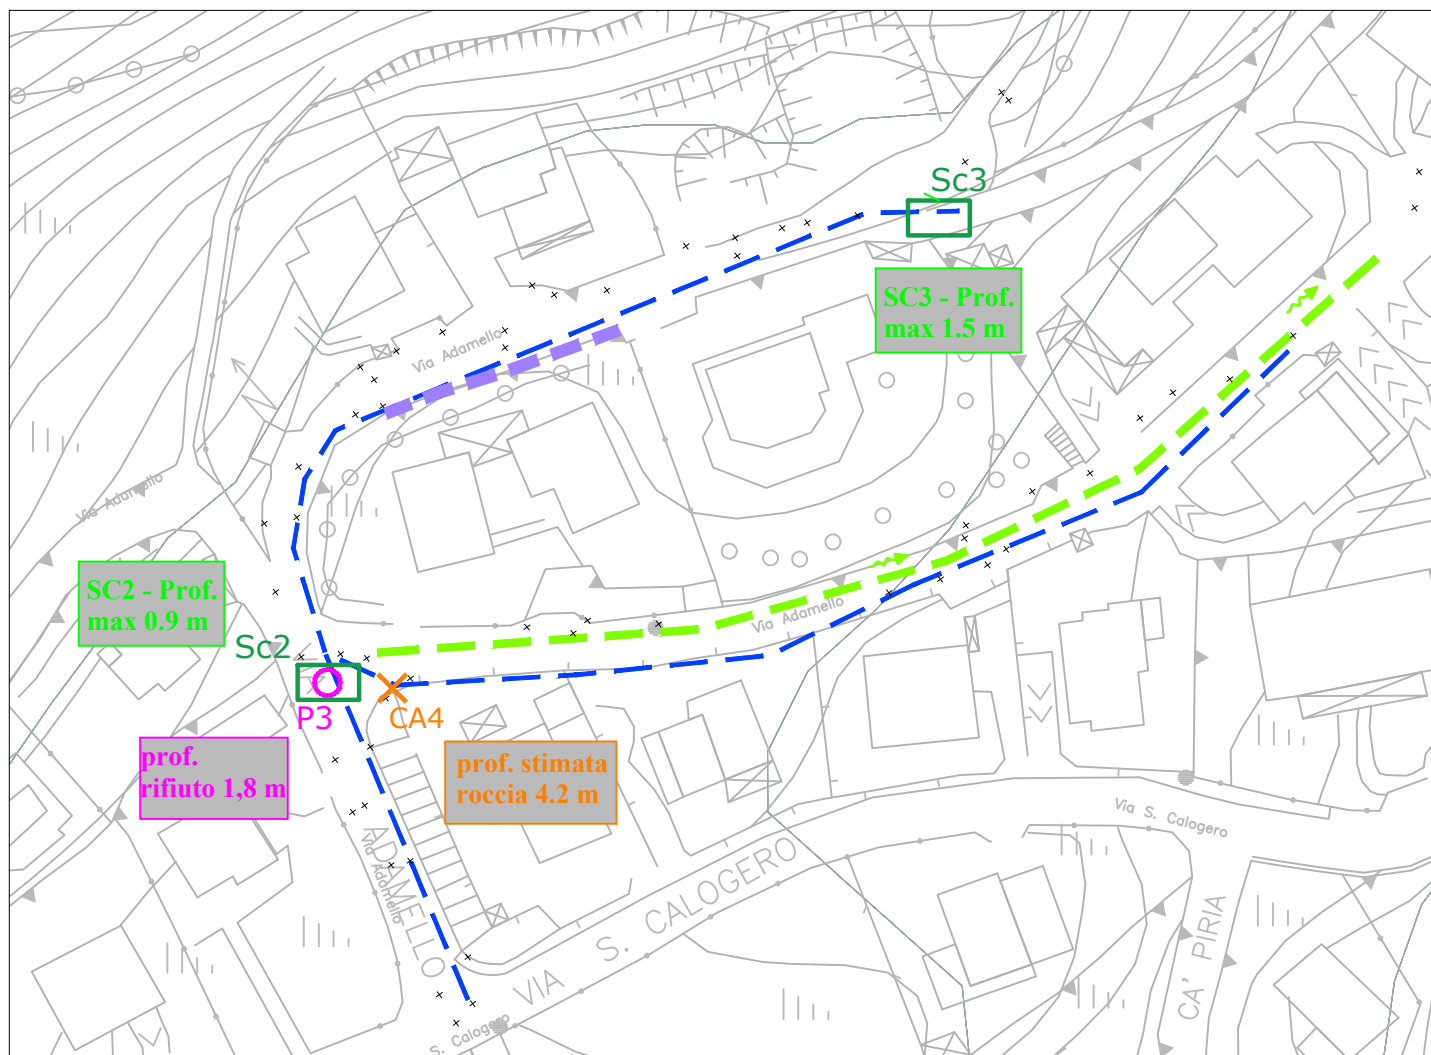 Sc3
SC3 - Prof.
max 1.5 m
Via Adamello
Via Adamello
SC2 - Prof.
max 0.9 m
Via Adamello
Sc2
P3
CA4
prof.
rifiuto 1,8 m
prof. stimata
roccia 4.2 m
Via S. Calogero
ADAMELLO
Via Adamello
VIA S. CALOGERO
CA' PIRIA
S. Calogero